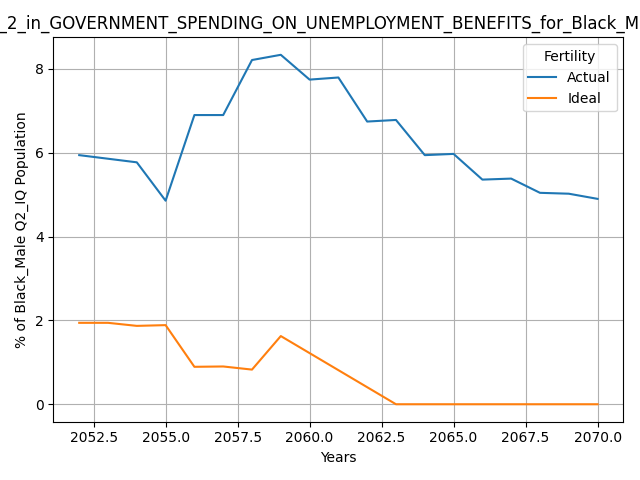 _2_in_GOVERNMENT_SPENDING_ON_UNEMPLOYMENT_BENEFITS_for_Black_M
Fertility
Actual
Ideal
% of Black_Male Q2_IQ Population
8
6
4
2
0
2052.5 2055.0 2057.5 2060.0 2062.5 2065.0 2067.5 2070.0
Years